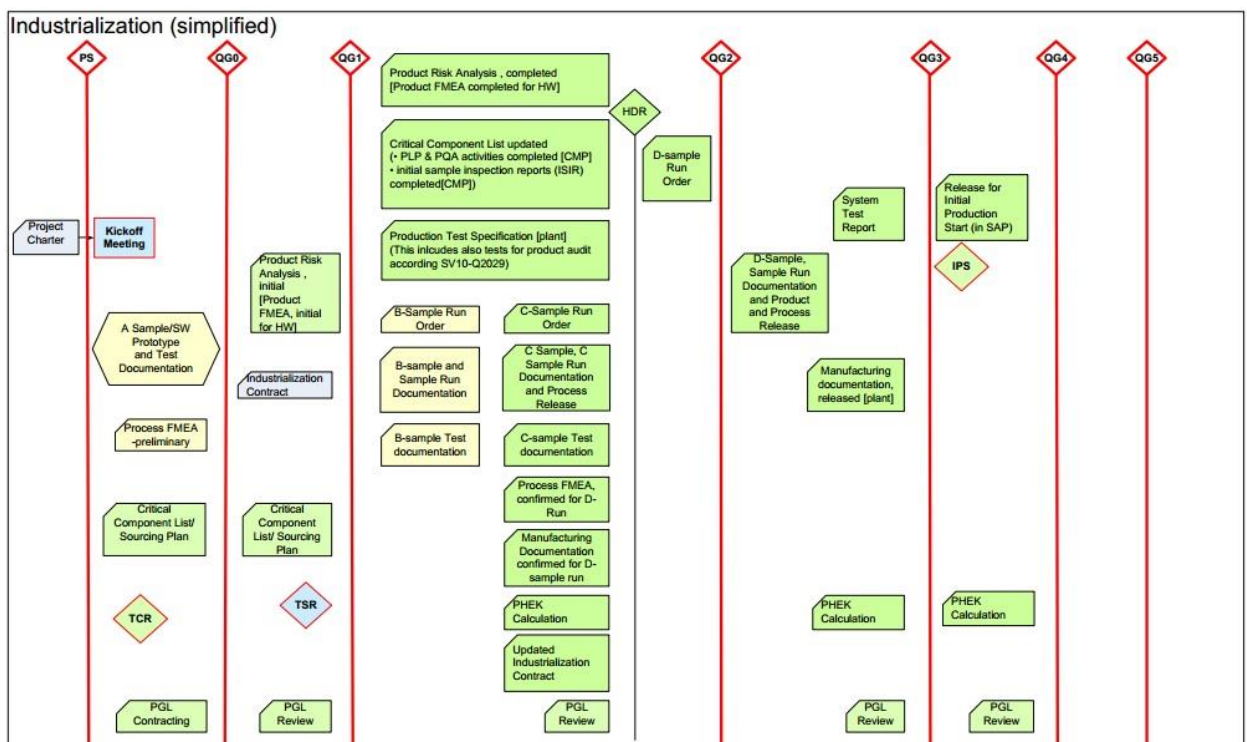 Industrialization (simplified)
PS
QG0
QG1
QG2
QG3
QG4
QG5
Project
Charter
Kickoff
Meeting
A Sample/SW
Prototype
and Test
Documentation
Process FMEA
-preliminary
Critical
Component List/
Sourcing Plan
TCR
PGL
Contracting
Product Risk
Analysis ,
initial
[Product
FMEA, initial
for HW]
Industrialization
Contract
Critical
Component
List/ Sourcing
Plan
TSR
PGL
Review
Product Risk Analysis , completed
[Product FMEA completed for HW]
Critical Component List updated
(• PLP & PQA activities completed [CMP]
• initial sample inspection reports (ISIR)
completed[CMP])
Production Test Specification [plant]
(This inlcudes also tests for product audit
according SV10-Q2029)
B-Sample Run
Order
B-sample and
Sample Run
Documentation
B-sample Test
documentation
C-Sample Run
Order
C Sample, C
Sample Run
Documentation
and Process
Release
C-sample Test
documentation
Process FMEA,
confirmed for D-
Run
Manufacturing
Documentation
confirmed for D-
sample run
PHEK
Calculation
Updated
Industrialization
Contract
PGL
Review
HDR
D-sample
Run
Order
D-Sample,
Sample Run
Documentation
and Product
and Process
Release
System
Test
Report
Manufacturing
documentation,
released [plant]
PHEK
Calculation
PGL
Review
Release for
Initial
Production
Start (in SAP)
IPS
PHEK
Calculation
PGL
Review